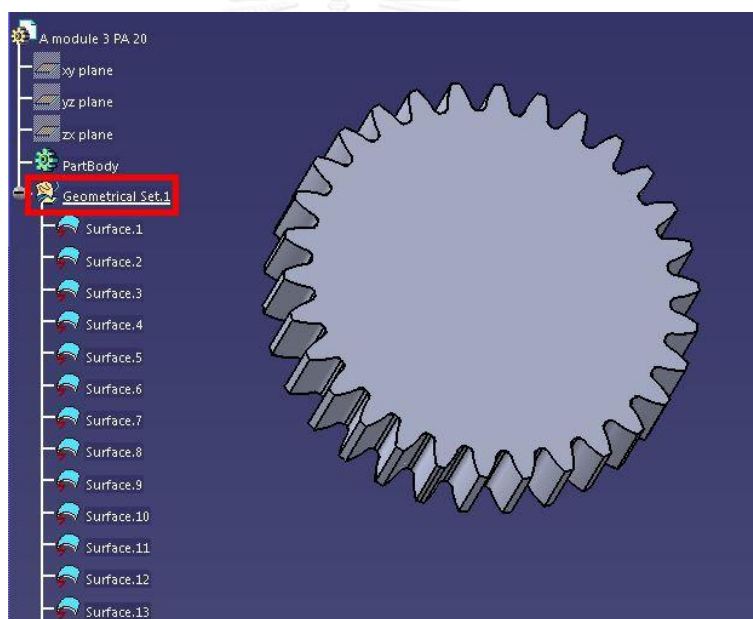 A module 3 PA 20
xy plane
yz plane
zx plane
PartBody
Geometrical Set.1
Surface.1
Surface.2
Surface.3
Surface.4
Surface.5
Surface.6
Surface.7
Surface.8
Surface.9
Surface.10
Surface.11
Surface.12
Surface.13